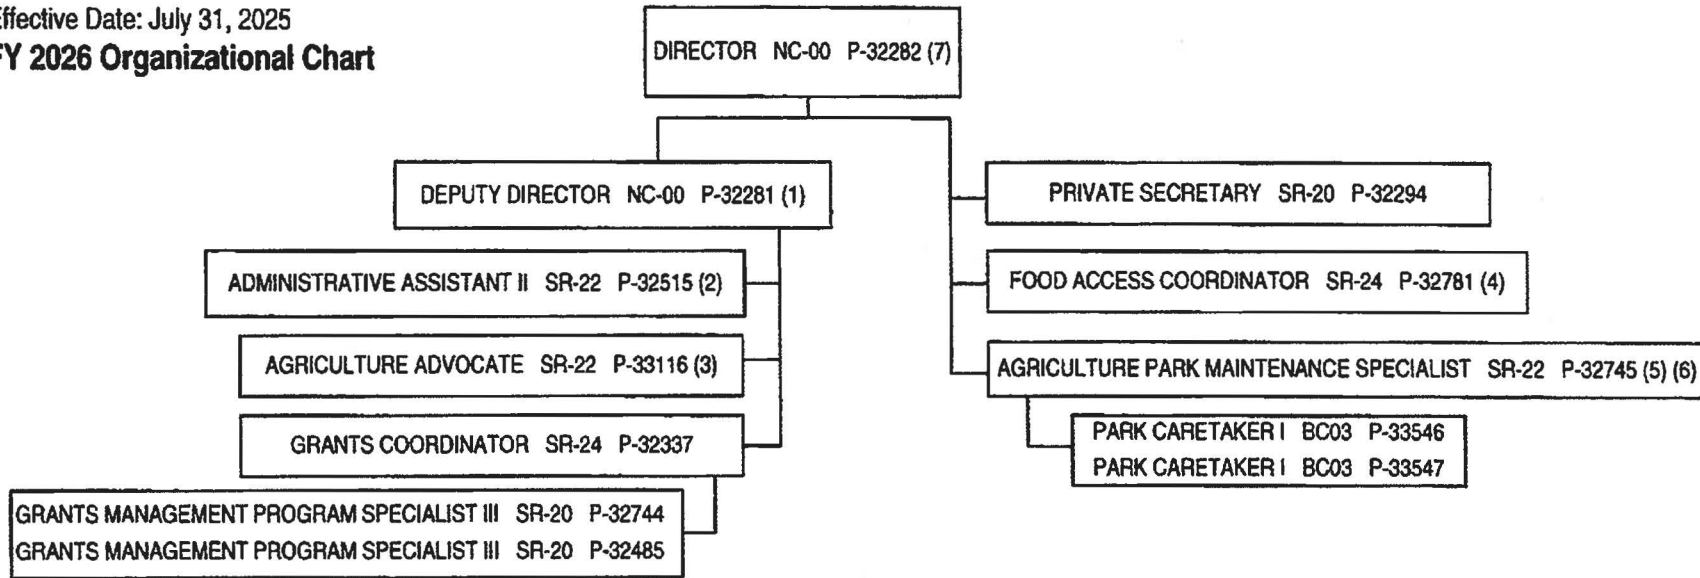 Effective Date: July 31, 2025
FY 2026 Organizational Chart
DIRECTOR NC-00 P-32282 (7)
DEPUTY DIRECTOR NC-00 P-32281 (1)
ADMINISTRATIVE ASSISTANT II SR-22 P-32515 (2)
AGRICULTURE ADVOCATE SR-22 P-33116 (3)
GRANTS COORDINATOR SR-24 P-32337
GRANTS MANAGEMENT PROGRAM SPECIALIST III SR-20 P-32744
GRANTS MANAGEMENT PROGRAM SPECIALIST III SR-20 P-32485
PRIVATE SECRETARY SR-20 P-32294
FOOD ACCESS COORDINATOR SR-24 P-32781 (4)
AGRICULTURE PARK MAINTENANCE SPECIALIST SR-22 P-32745 (5) (6)
PARK CARETAKER I BC03 P-33546
PARK CARETAKER I BC03 P-33547